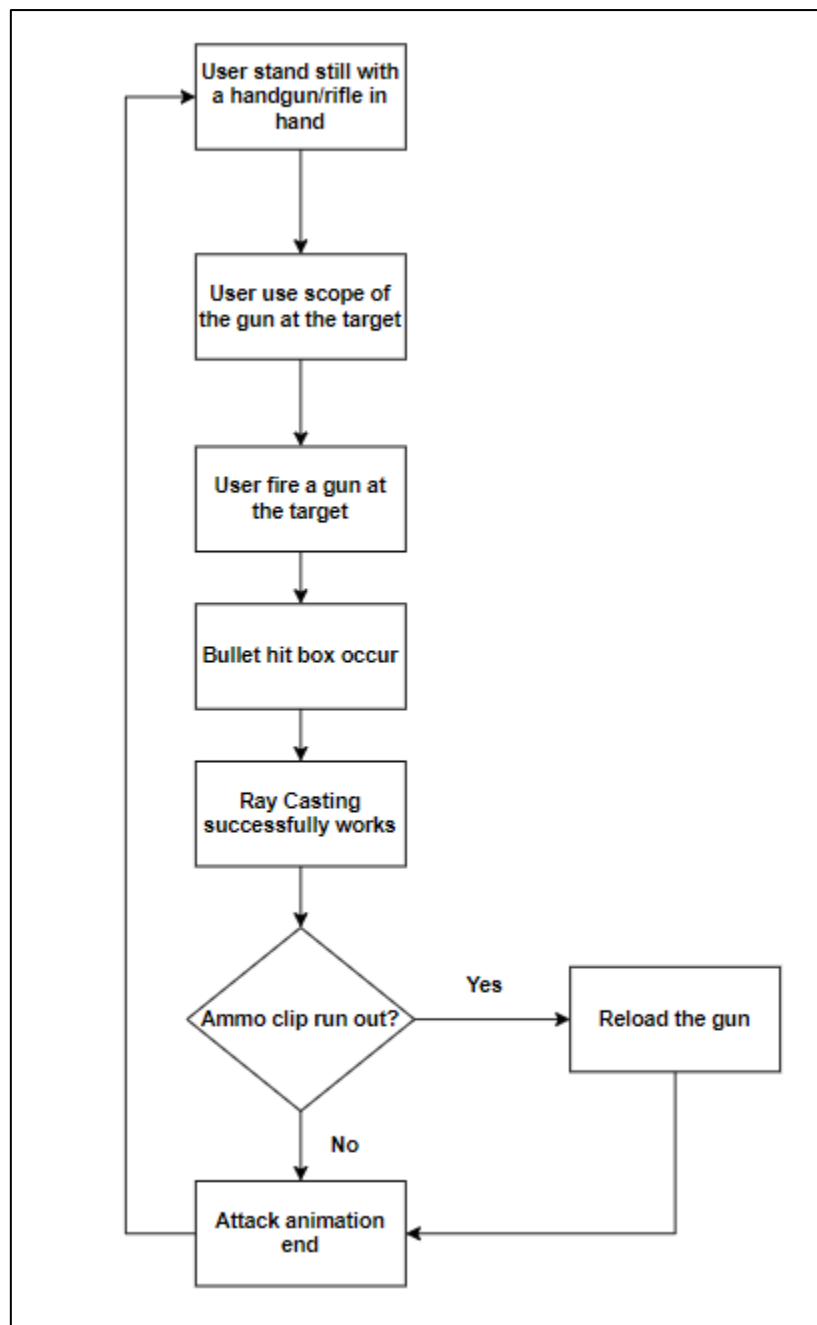 User stand still with
a handgun/rifle in
hand
User use scope of
the gun at the target
User fire a gun at
the target
Bullet hit box occur
Ray Casting
successfully works
Ammo clip run out?
Yes
Reload the gun
No
Attack animation
end